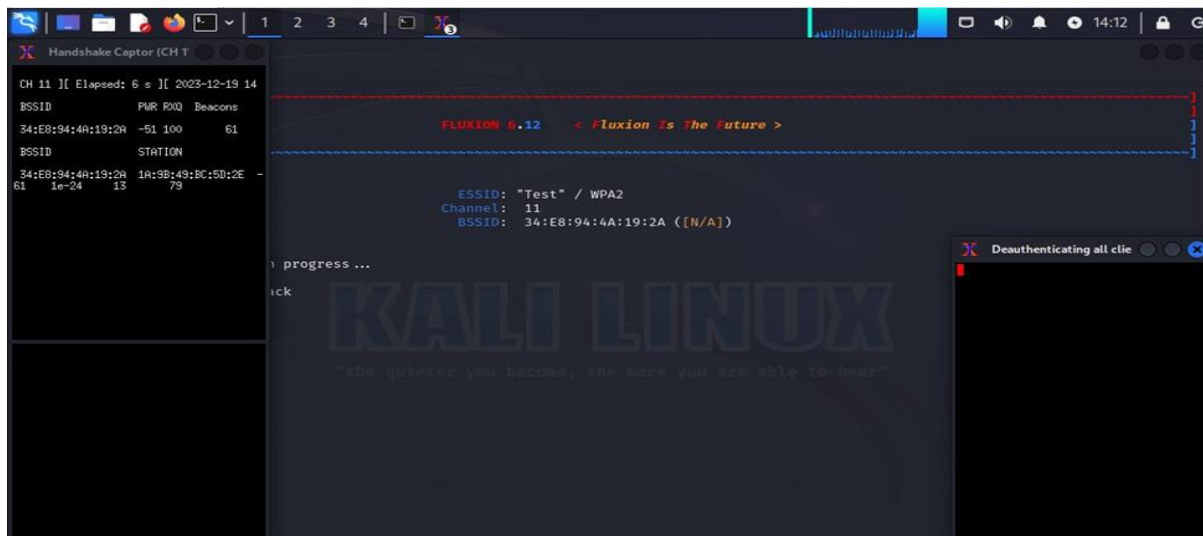 1 2 3 4
3
14:12
Handshake Captor (CH 1
CH 11 ][ Elapsed: 6 s ][ 2023-12-19 14
BSSID PWR RXQ Beacons
34:E8:94:4A:19:2A -51 100 61
BSSID STATION
34:E8:94:4A:19:2A 1A:9B:49:BC:5D:2E -
61 1e-24 13 79
FLUXION 6.12 < Fluxion Is The Future >
ESSID: "Test" / WPA2
Channel: 11
BSSID: 34:E8:94:4A:19:2A ([N/A])
n progress...
ack
KALI LINUX
"the quieter you become, the more you are able to hear"
Deauthenticating all clie